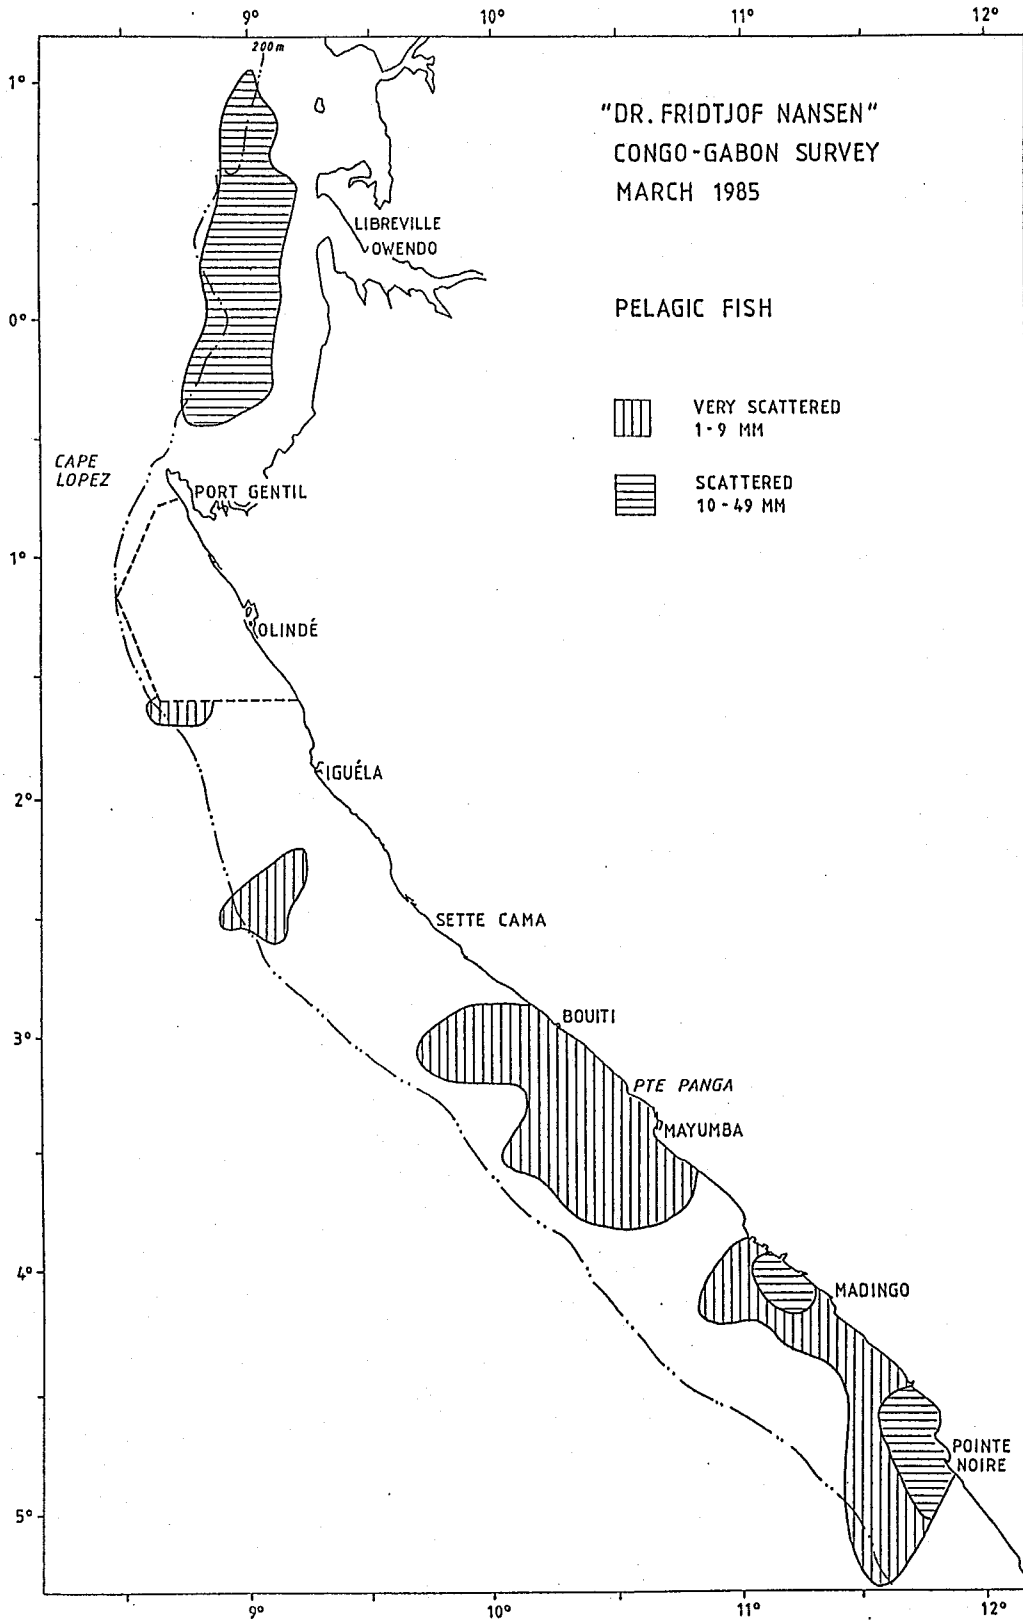 9° 10° 11° 12°
200m
1°
"DR. FRIDTJOF NANSEN"
CONGO-GABON SURVEY
MARCH 1985
LIBREVILLE
OWENDO
0°
PELAGIC FISH
VERY SCATTERED
1-9 MM
CAPE
LOPEZ
PORT GENTIL
SCATTERED
10-49 MM
1°
OLINDÉ
IGUÉLA
2°
SETTE CAMA
BOUITI
3°
PTE PANGA
MAYUMBA
4°
MADINGO
POINTE
NOIRE
5°
9° 10° 11° 12°